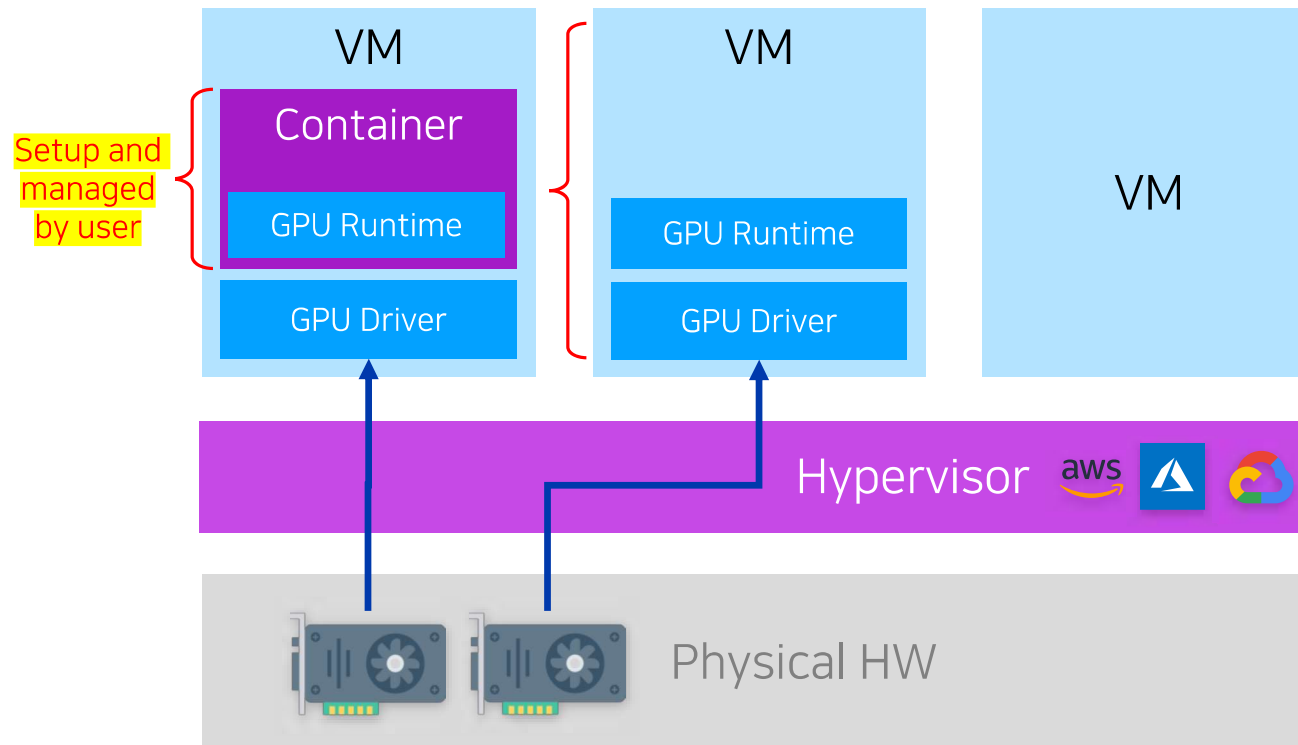 VM
VM
VM
Container
Setup and
managed
by user
GPU Runtime
GPU Runtime
GPU Driver
GPU Driver
Hypervisor
aws
Physical HW